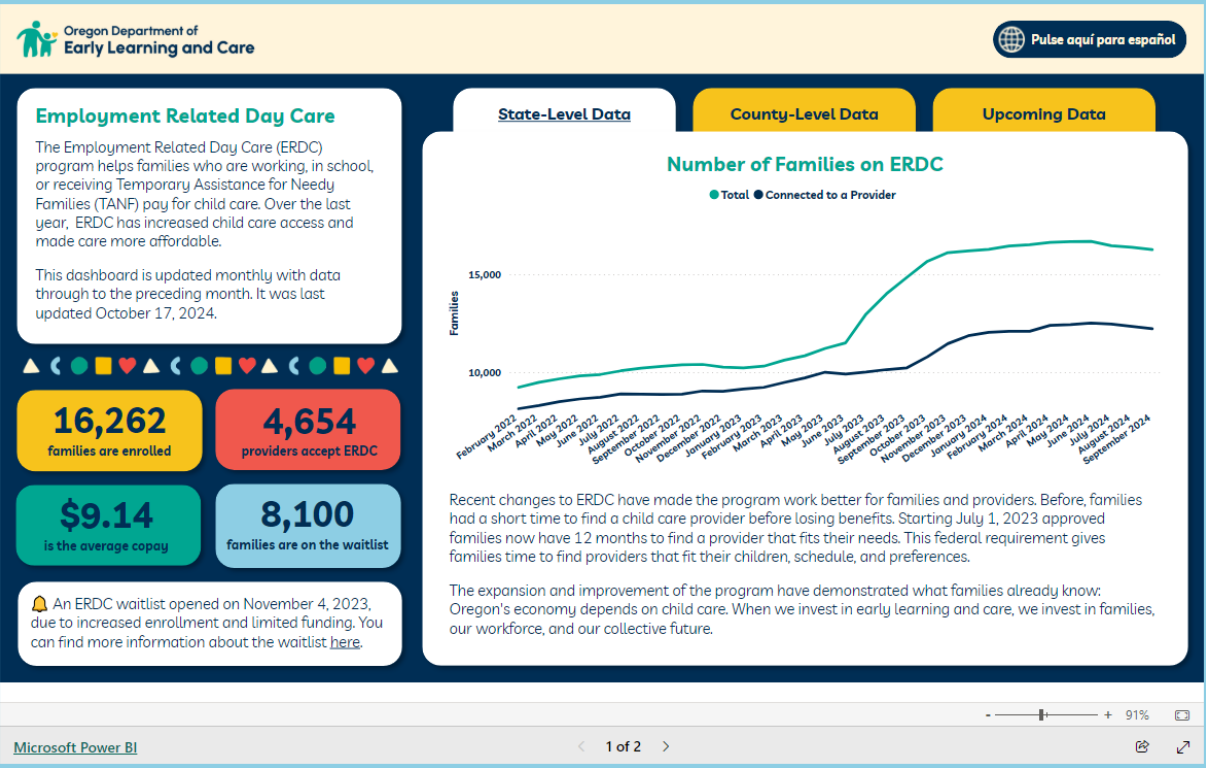 Oregon Department of
Early Learning and Care
Pulse aquí para español
Employment Related Day Care
The Employment Related Day Care (ERDC)
program helps families who are working, in school,
or receiving Temporary Assistance for Needy
Families (TANF) pay for child care. Over the last
year, ERDC has increased child care access and
made care more affordable.
This dashboard is updated monthly with data
through to the preceding month. It was last
updated October 17, 2024.
16,262
families are enrolled
4,654
providers accept ERDC
$9.14
is the average copay
8,100
families are on the waitlist
An ERDC waitlist opened on November 4, 2023,
due to increased enrollment and limited funding. You
can find more information about the waitlist here.
State-Level Data
County-Level Data
Upcoming Data
Number of Families on ERDC
Total
Connected to a Provider
Families
15,000
10,000
February 2022
March 2022
April 2022
May 2022
June 2022
July 2022
August 2022
September 2022
October 2022
November 2022
December 2022
January 2023
February 2023
March 2023
April 2023
May 2023
June 2023
July 2023
August 2023
September 2023
October 2023
November 2023
December 2023
January 2024
February 2024
March 2024
April 2024
May 2024
June 2024
July 2024
August 2024
September 2024
Recent changes to ERDC have made the program work better for families and providers. Before, families
had a short time to find a child care provider before losing benefits. Starting July 1, 2023 approved
families now have 12 months to find a provider that fits their needs. This federal requirement gives
families time to find providers that fit their children, schedule, and preferences.
The expansion and improvement of the program have demonstrated what families already know:
Oregon's economy depends on child care. When we invest in early learning and care, we invest in families,
our workforce, and our collective future.
- + 91%
Microsoft Power BI
1 of 2